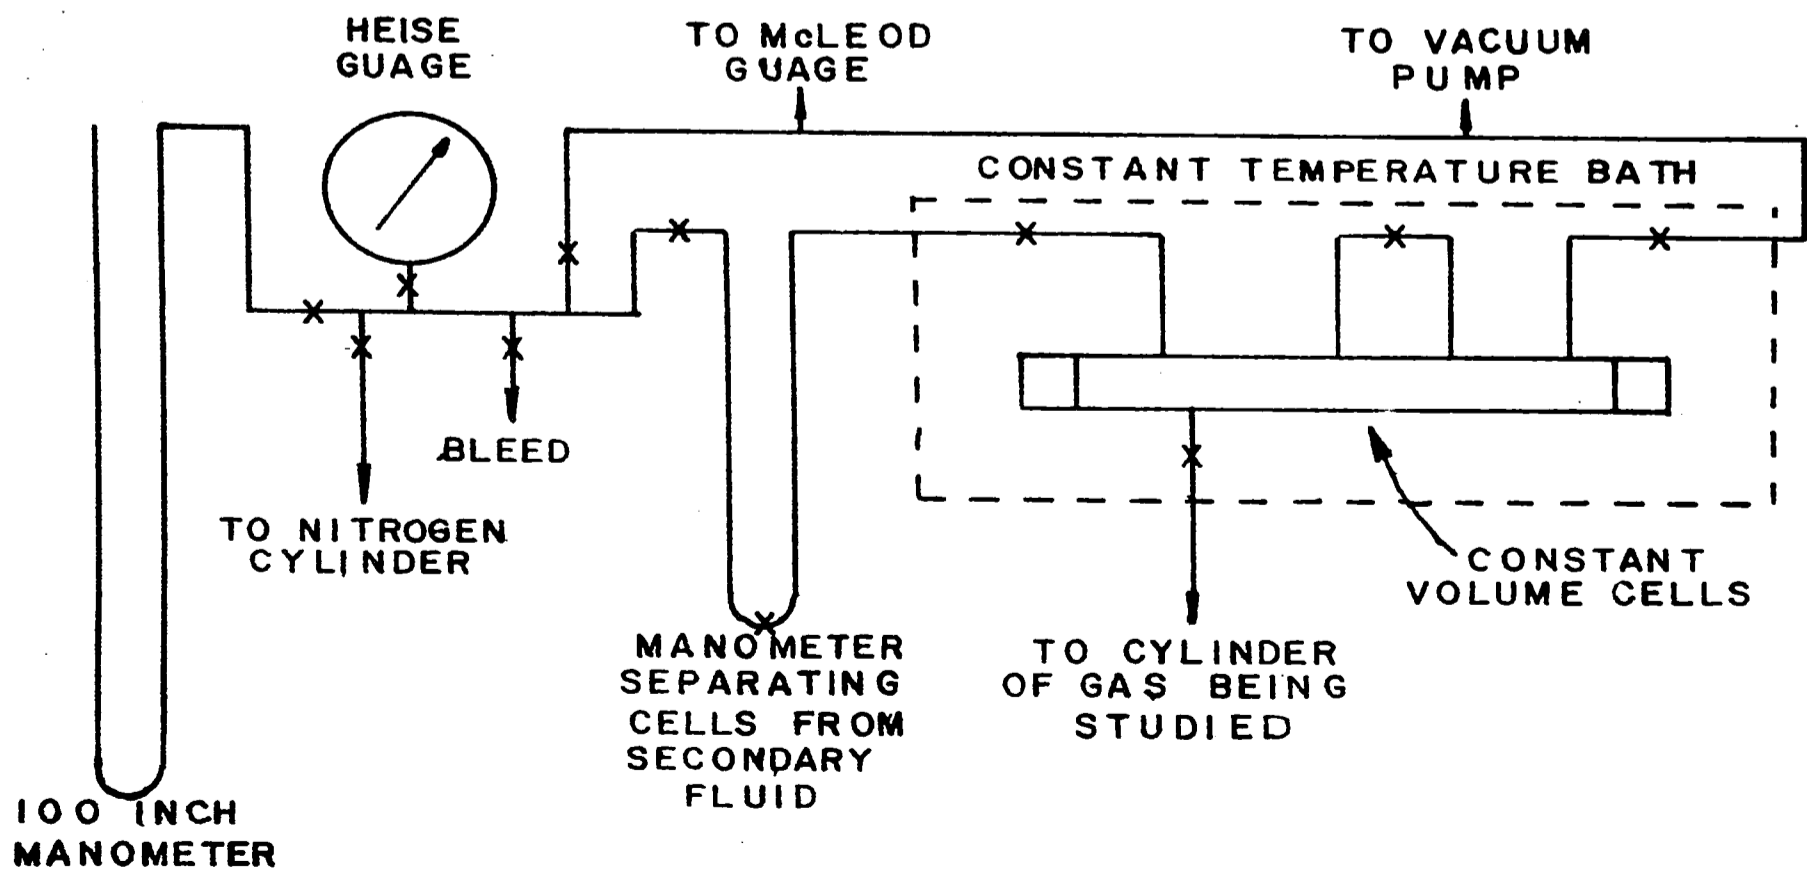 HEISE
GUAGE
TO McLEOD
GUAGE
TO VACUUM
PUMP
CONSTANT TEMPERATURE BATH
BLEED
TO NITROGEN
CYLINDER
CONSTANT
VOLUME CELLS
MANOMETER
SEPARATING
CELLS FROM
SECONDARY
FLUID
TO CYLINDER
OF GAS BEING
STUDIED
100 INCH
MANOMETER